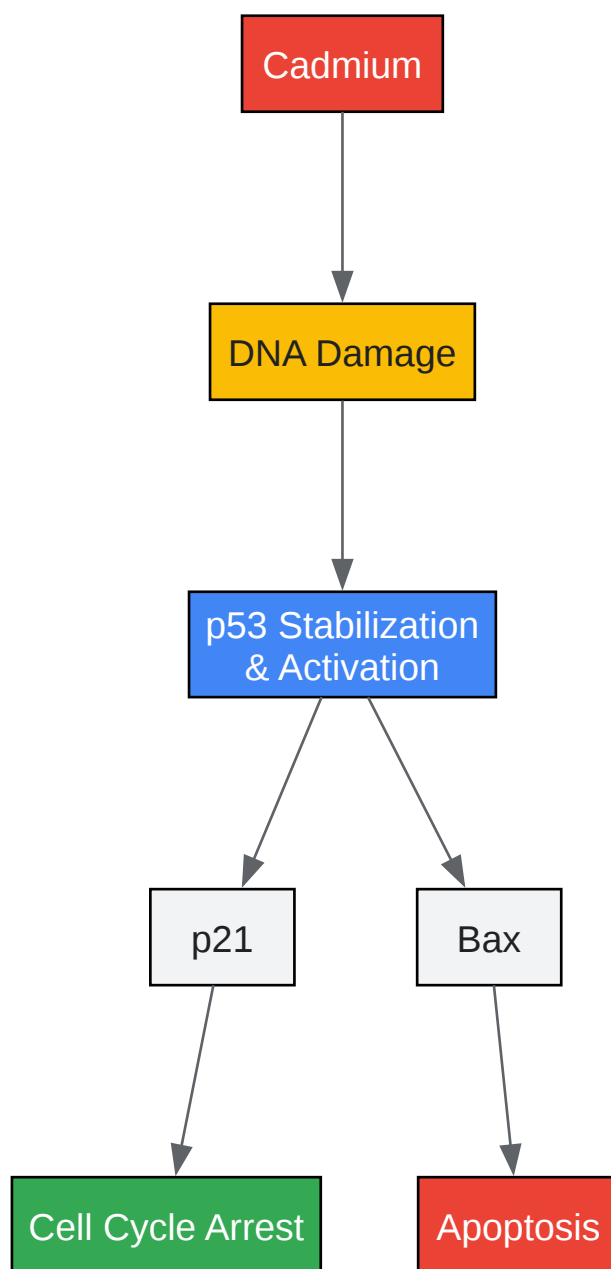 Cadmium
DNA Damage
p53 Stabilization
& Activation
p21
Bax
Cell Cycle Arrest
Apoptosis